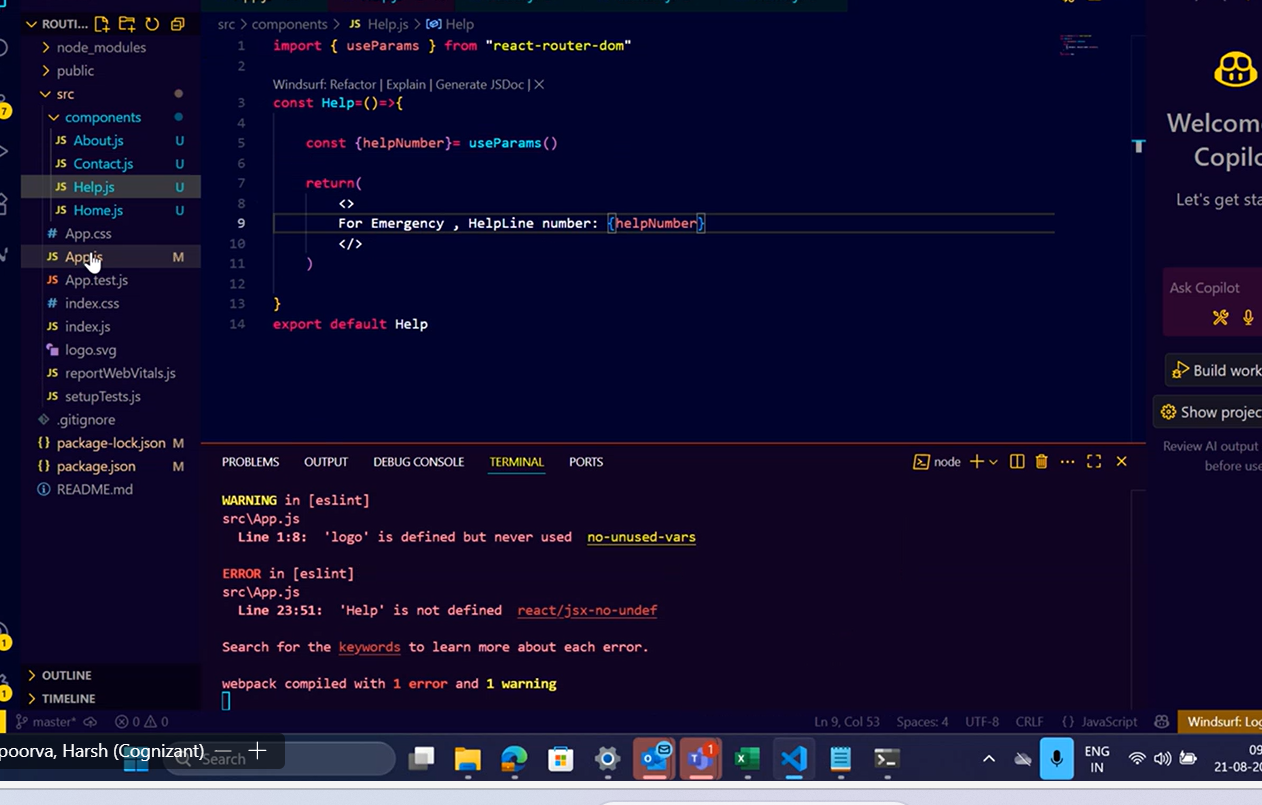 ROUTI...
node_modules
public
src
components
JS About.js U
JS Contact.js U
JS Help.js U
JS Home.js U
# App.css
JS App.js M
JS App.test.js
# index.css
JS index.js
logo.svg
JS reportWebVitals.js
JS setupTests.js
.gitignore
{} package-lock.json M
{} package.json M
README.md
OUTLINE
TIMELINE
7
1
1
src > components > JS Help.js > Help
1 import { useParams } from "react-router-dom"
2
Windsurf: Refactor | Explain | Generate JSDoc | X
3 const Help=()=>{
4
5 const {helpNumber}= useParams()
6
7 return(
8 <>
9 For Emergency , HelpLine number: {helpNumber}
10 </>
11 )
12
13 }
14 export default Help
PROBLEMS OUTPUT DEBUG CONSOLE TERMINAL PORTS
node
WARNING in [eslint]
src\App.js
Line 1:8: 'logo' is defined but never used no-unused-vars
ERROR in [eslint]
src\App.js
Line 23:51: 'Help' is not defined react/jsx-no-undef
Search for the keywords to learn more about each error.
webpack compiled with 1 error and 1 warning
Welcom
Copilo
Let's get sta
Ask Copilot
Build work
Show projec
Review AI output
before use
master* 0 0
Ln 9, Col 53 Spaces: 4 UTF-8 CRLF {} JavaScript
Windsurf: Log
poorva, Harsh (Cognizant)
Search
1
ENG
IN
09
21-08-20